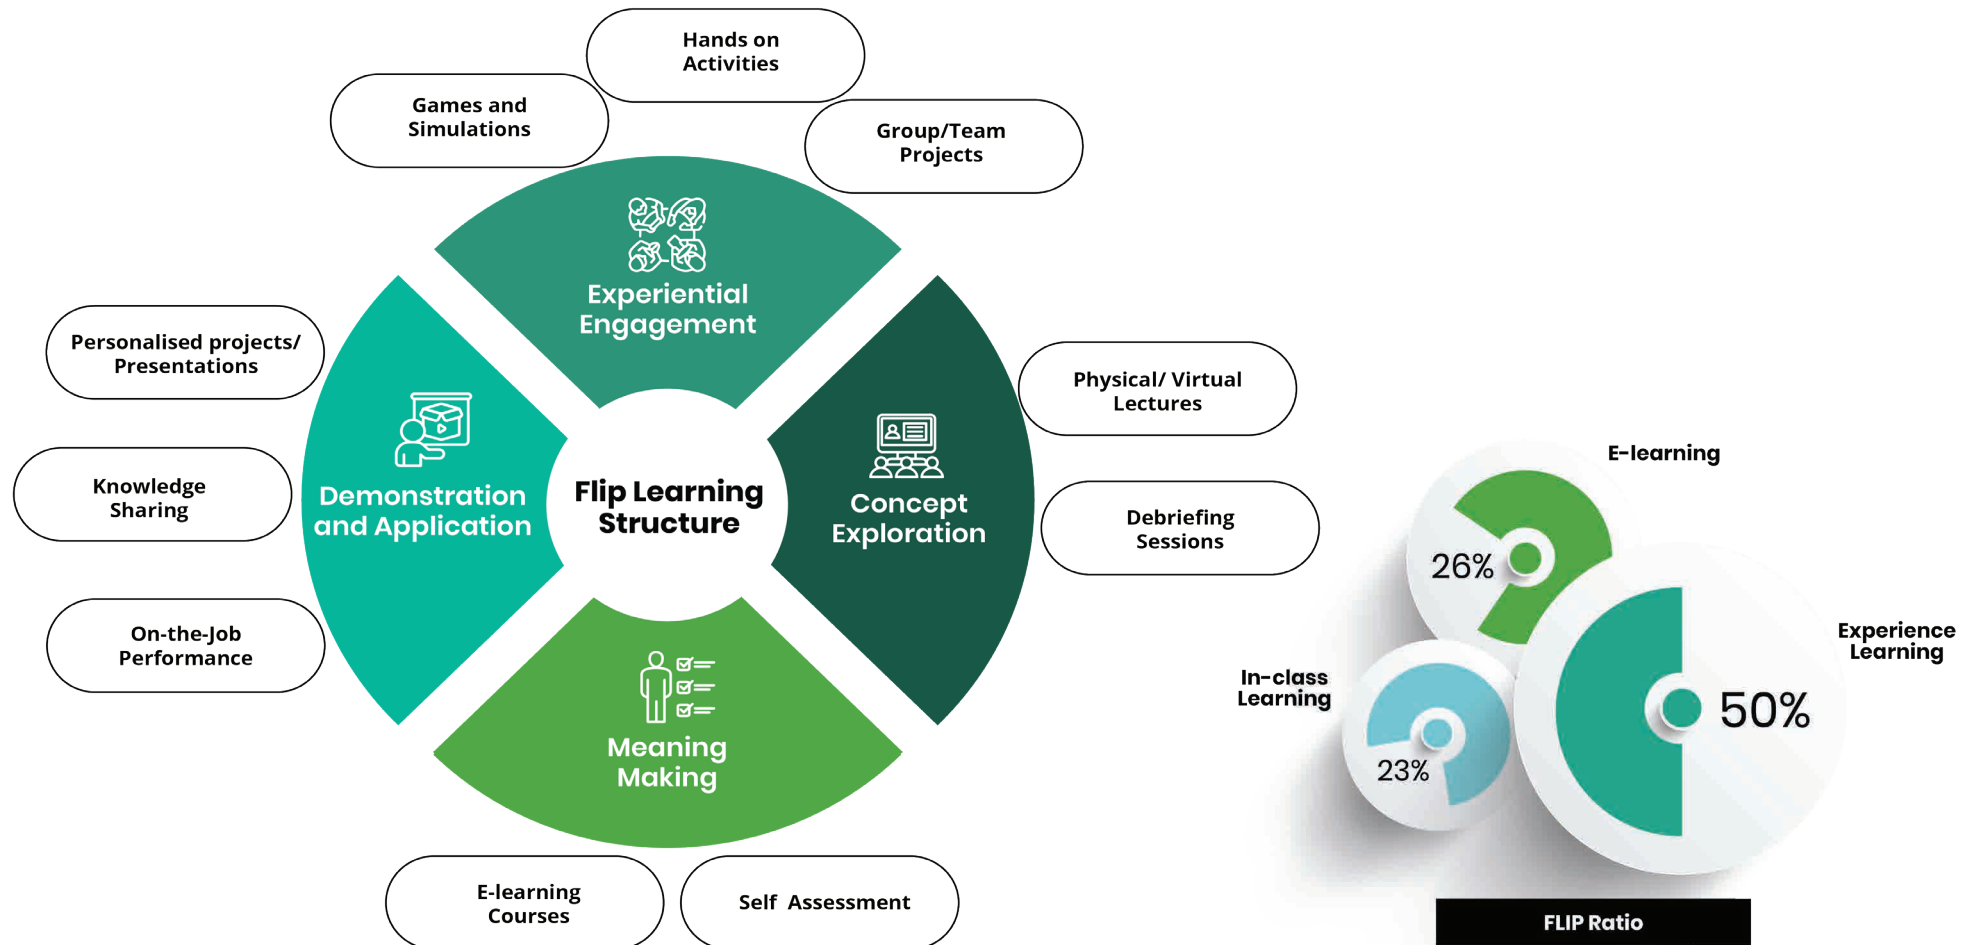 Hands on
Activities
Games and
Simulations
Group/Team
Projects
Experiential
Engagement
Personalised projects/
Presentations
Physical/ Virtual
Lectures
Knowledge
Sharing
Demonstration
and Application
Flip Learning
Structure
Concept
Exploration
Debriefing
Sessions
On-the-Job
Performance
Meaning
Making
E-learning
Courses
Self  Assessment
E-learning
26%
Experience
Learning
50%
In-class
Learning
23%
FLIP Ratio